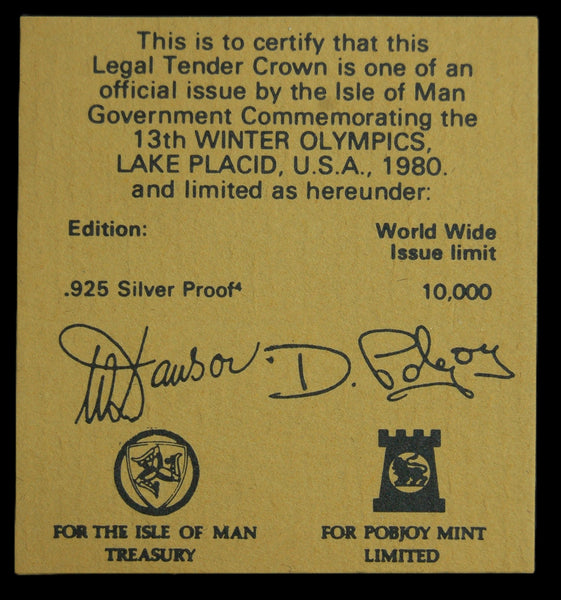 This is to certify that this
Legal Tender Crown is one of an
official issue by the Isle of Man
Government Commemorating the
13th WINTER OLYMPICS,
LAKE PLACID, U.S.A., 1980.
and limited as hereunder:
Edition: World Wide
Issue limit
.925 Silver Proof⁴ 10,000
D. Pobjoy
FOR THE ISLE OF MAN
TREASURY
FOR POBJOY MINT
LIMITED